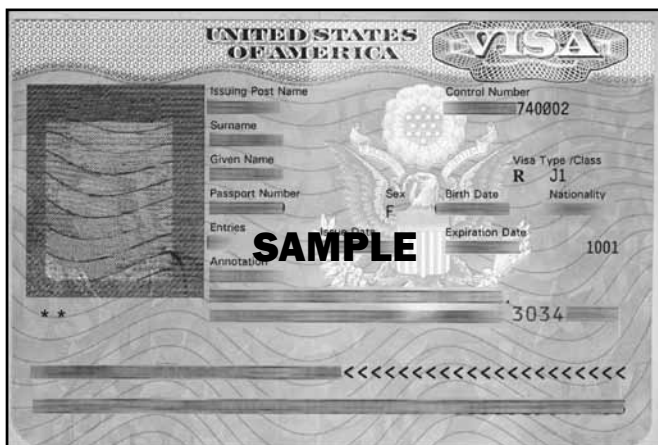 UNITED STATES
OF AMERICA
VISA
Issuing Post Name
Control Number
740002
Surname
Given Name
Visa Type /Class
R J1
Passport Number
Sex
Birth Date
Nationality
F
Entries
Issue Date
Expiration Date
SAMPLE
1001
Annotation
3034
* *
<<<<<<<<<<<<<<<<<<<<<